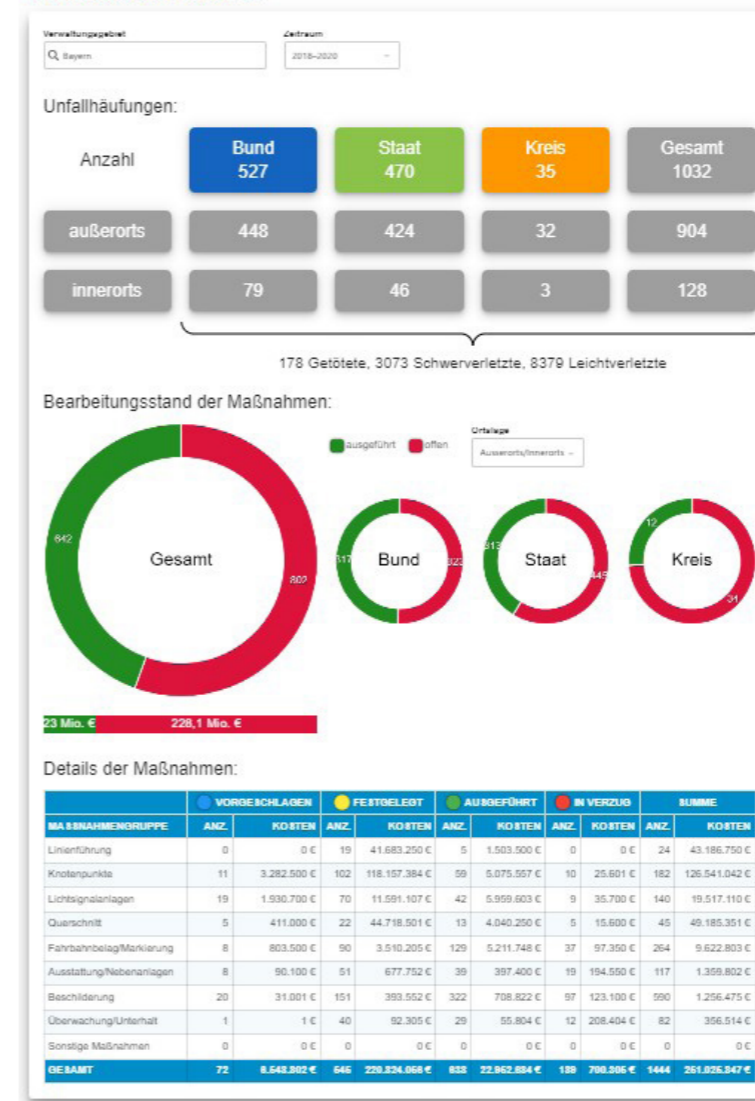 Verwaltungsgebiet Zeitraum
Bayern 2018–2020
Unfallhäufungen:
Anzahl Bund 527 Staat 470 Kreis 35 Gesamt 1032
außerorts 448 424 32 904
innerorts 79 46 3 128
178 Getötete, 3073 Schwerverletzte, 8379 Leichtverletzte
Bearbeitungsstand der Maßnahmen:
ausgeführt offen
Ortslage
Ausserorts/Innerorts
642 Gesamt 802
317 Bund 323
313 Staat 445
12 Kreis 34
23 Mio. € 228,1 Mio. €
Details der Maßnahmen:
VORGESCHLAGEN FESTGELEGT AUSGEFÜHRT IN VERZUG SUMME
MASSNAHMENGRUPPE ANZ. KOSTEN ANZ. KOSTEN ANZ. KOSTEN ANZ. KOSTEN ANZ. KOSTEN
Linienführung 0 0 € 19 41.683.250 € 5 1.503.500 € 0 0 € 24 43.186.750 €
Knotenpunkte 11 3.282.500 € 102 118.157.384 € 59 5.075.557 € 10 25.601 € 182 126.541.042 €
Lichtsignalanlagen 19 1.930.700 € 70 11.591.107 € 42 5.959.603 € 9 35.700 € 140 19.517.110 €
Querschnitt 5 411.000 € 22 44.718.501 € 13 4.040.250 € 5 15.600 € 45 49.185.351 €
Fahrbahnbelag/Markierung 8 803.500 € 90 3.510.205 € 129 5.211.748 € 37 97.350 € 264 9.622.803 €
Ausstattung/Nebenanlagen 8 90.100 € 51 677.752 € 39 397.400 € 19 194.550 € 117 1.359.802 €
Beschilderung 20 31.001 € 151 393.552 € 322 708.822 € 97 123.100 € 590 1.256.475 €
Überwachung/Unterhalt 1 1 € 40 92.305 € 29 55.804 € 12 208.404 € 82 356.514 €
Sonstige Maßnahmen 0 0 € 0 0 € 0 0 € 0 0 € 0 0 €
GESAMT 72 545 22.952.684 € 189 1444